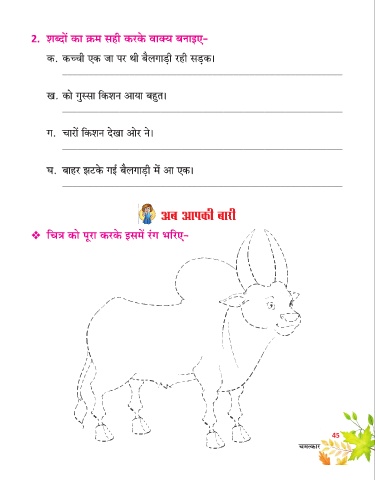 2. शब्दों का क्रम सही करके वाक्य बनाइए-
क. कच्ची एक जा पर थी बैलगाड़ी रही सड़क।
ख. को गुस्सा किशन आया बहुत।
ग. चारों किशन देखा ओर ने।
घ. बाहर झटके गई बैलगाड़ी में आ एक।
अब आपकी बारी
❖ चित्र को पूरा करके इसमें रंग भरिए-
45
चमत्कार